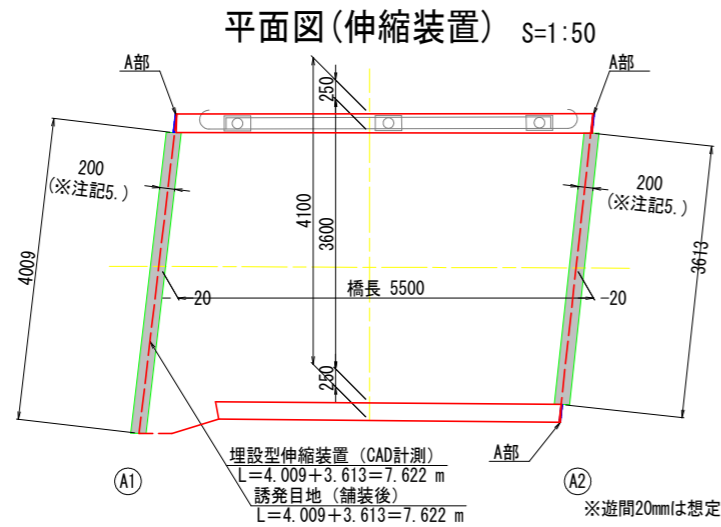 平面図(伸縮装置) S=1:50
A部
A部
250
200
(※注記5.)
200
(※注記5.)
4100
3600
4009
3613
20
橋長 5500
20
250
埋設型伸縮装置 (CAD計測)
L=4.009+3.613=7.622 m
A部
誘発目地 (舗装後)
L=4.009+3.613=7.622 m
A1
A2
※遊間20mmは想定